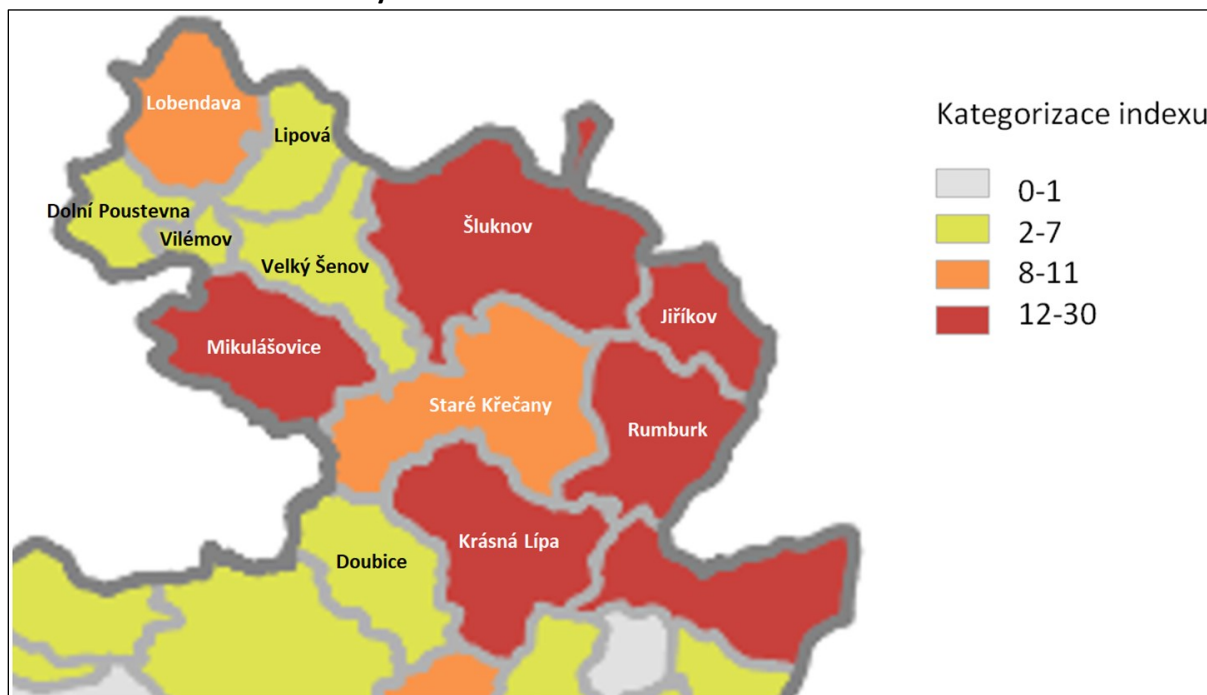 Lobendava
Lipová
Dolní Poustevna
Vilémov
Velký Šenov
Šluknov
Jiříkov
Mikulášovice
Staré Křečany
Rumburk
Krásná Lípa
Doubice
Kategorizace indexu
0-1
2-7
8-11
12-30